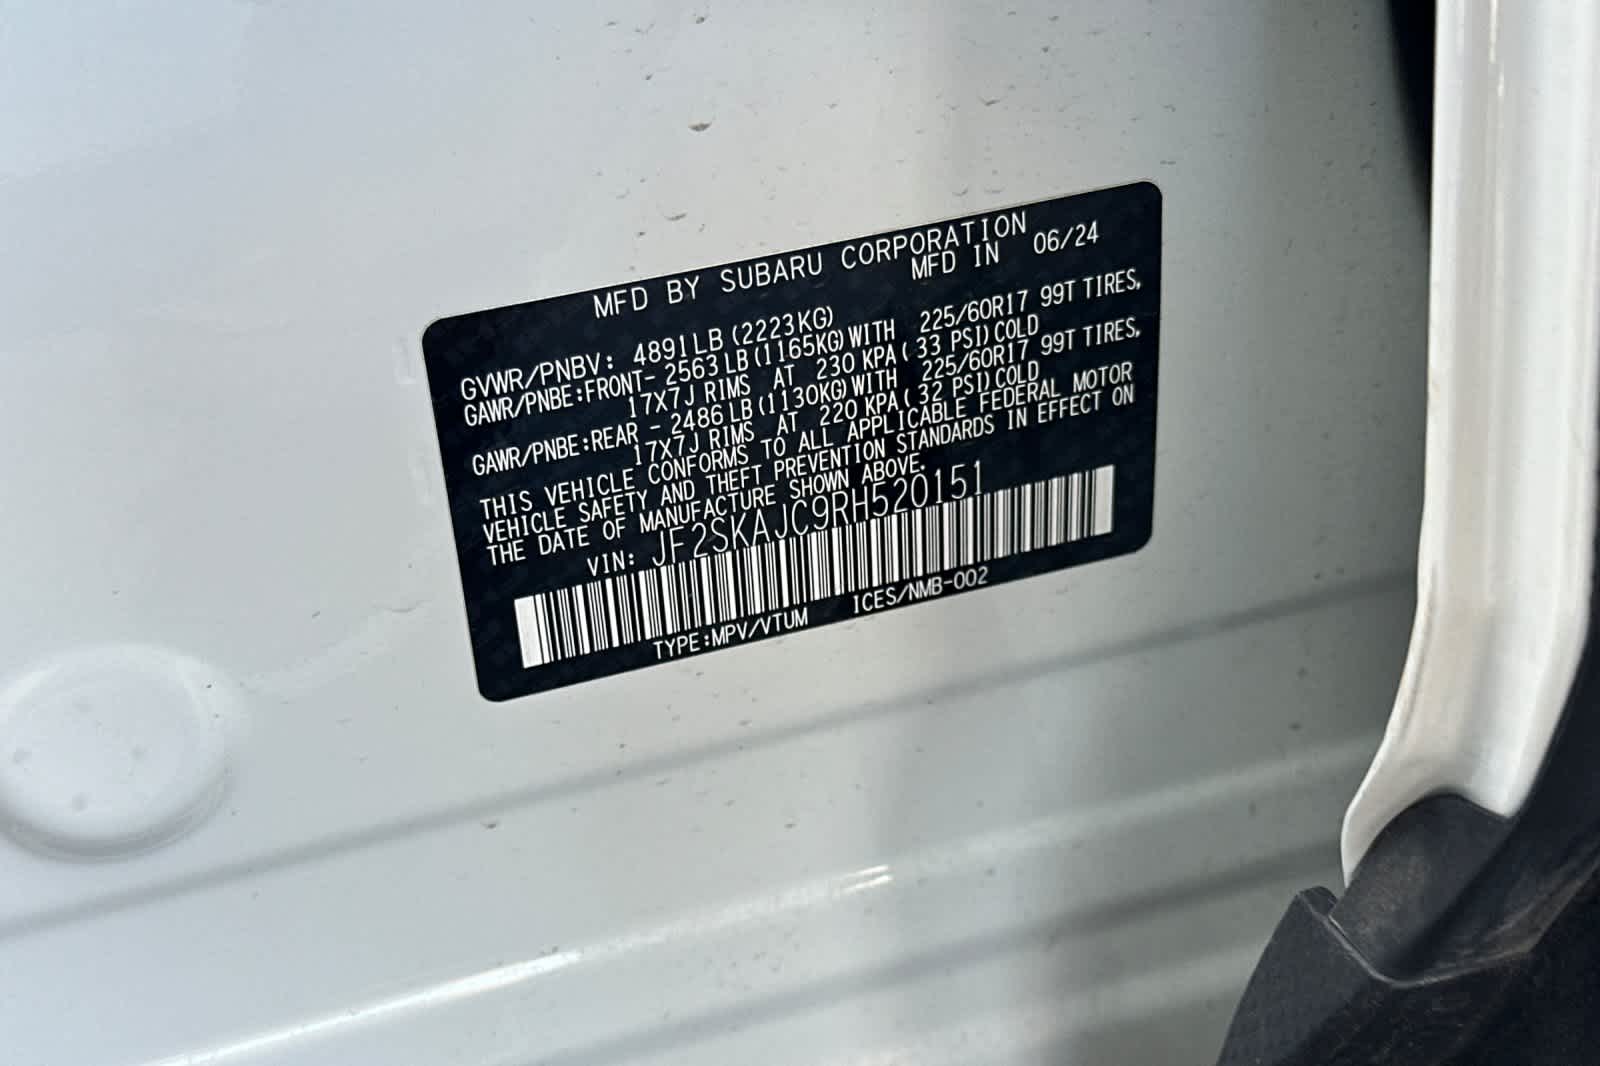 MFD BY SUBARU CORPORATION
MFD IN 06/24
GVWR/PNBV: 4891LB (2223KG)
GAWR/PNBE:FRONT- 2563LB (1165KG) WITH 225/60R17 99T TIRES,
17X7J RIMS AT 230 KPA( 33 PSI) COLD
GAWR/PNBE:REAR - 2486LB (1130KG) WITH 225/60R17 99T TIRES,
17X7J RIMS AT 220 KPA( 32 PSI) COLD
THIS VEHICLE CONFORMS TO ALL APPLICABLE FEDERAL MOTOR
VEHICLE SAFETY AND THEFT PREVENTION STANDARDS IN EFFECT ON
THE DATE OF MANUFACTURE SHOWN ABOVE.
VIN: JF2SKAJC9RH520151
TYPE:MPV/VTUM ICES/NMB-002